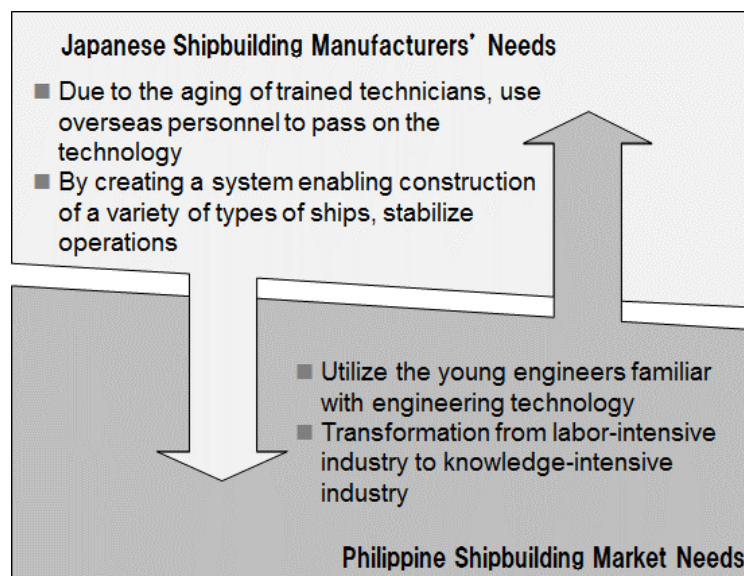 Japanese Shipbuilding Manufacturers' Needs
■ Due to the aging of trained technicians, use
overseas personnel to pass on the
technology
■ By creating a system enabling construction
of a variety of types of ships, stabilize
operations
■ Utilize the young engineers familiar
with engineering technology
■ Transformation from labor-intensive
industry to knowledge-intensive
industry
Philippine Shipbuilding Market Needs